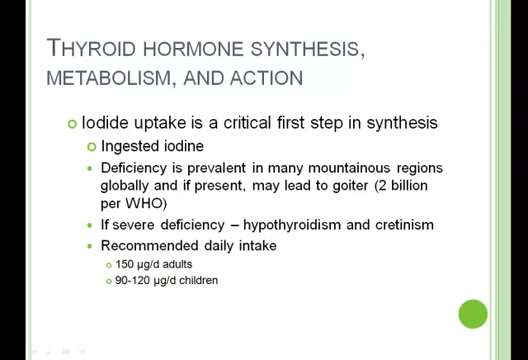 THYROID HORMONE SYNTHESIS,
METABOLISM, AND ACTION
Iodide uptake is a critical first step in synthesis
Ingested iodine
Deficiency is prevalent in many mountainous regions
globally and if present, may lead to goiter (2 billion
per WHO)
If severe deficiency – hypothyroidism and cretinism
Recommended daily intake
150 µg/d adults
90-120 µg/d children